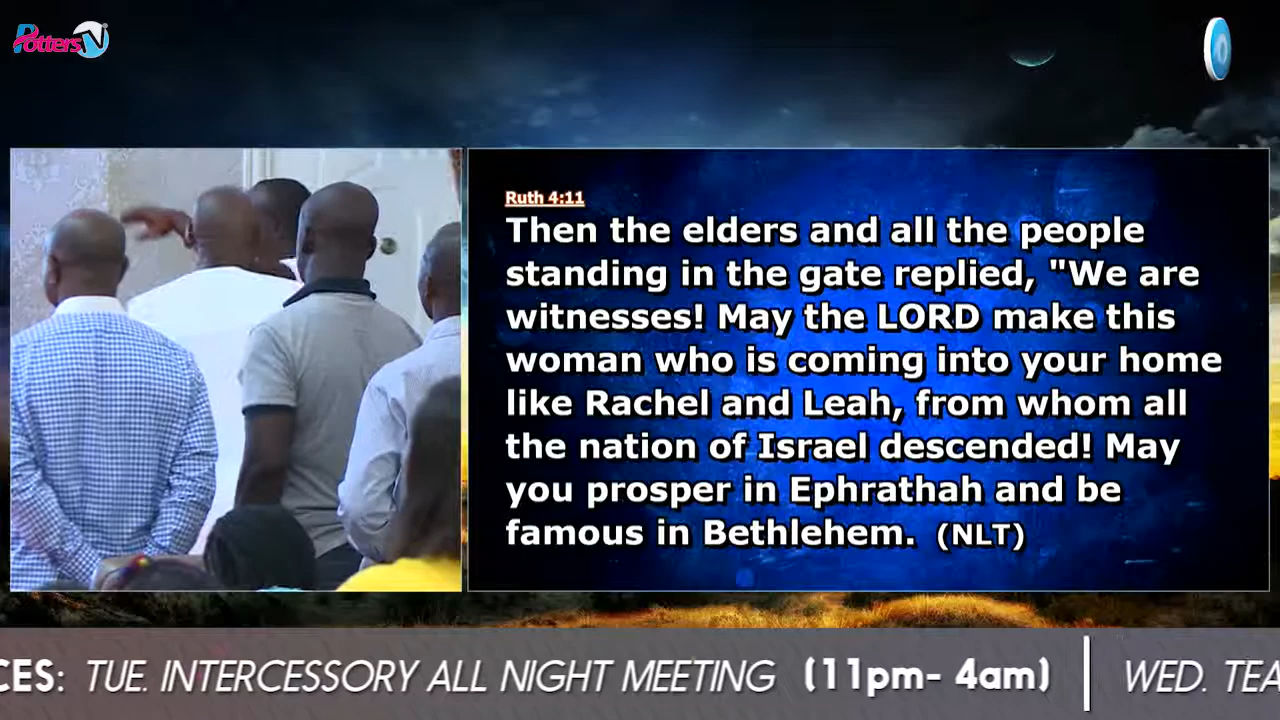 PottersTV
Ruth 4:11
Then the elders and all the people
standing in the gate replied, "We are
witnesses! May the LORD make this
woman who is coming into your home
like Rachel and Leah, from whom all
the nation of Israel descended! May
you prosper in Ephrathah and be
famous in Bethlehem. (NLT)
CES: TUE. INTERCESSORY ALL NIGHT MEETING (11pm- 4am) | WED. TEA